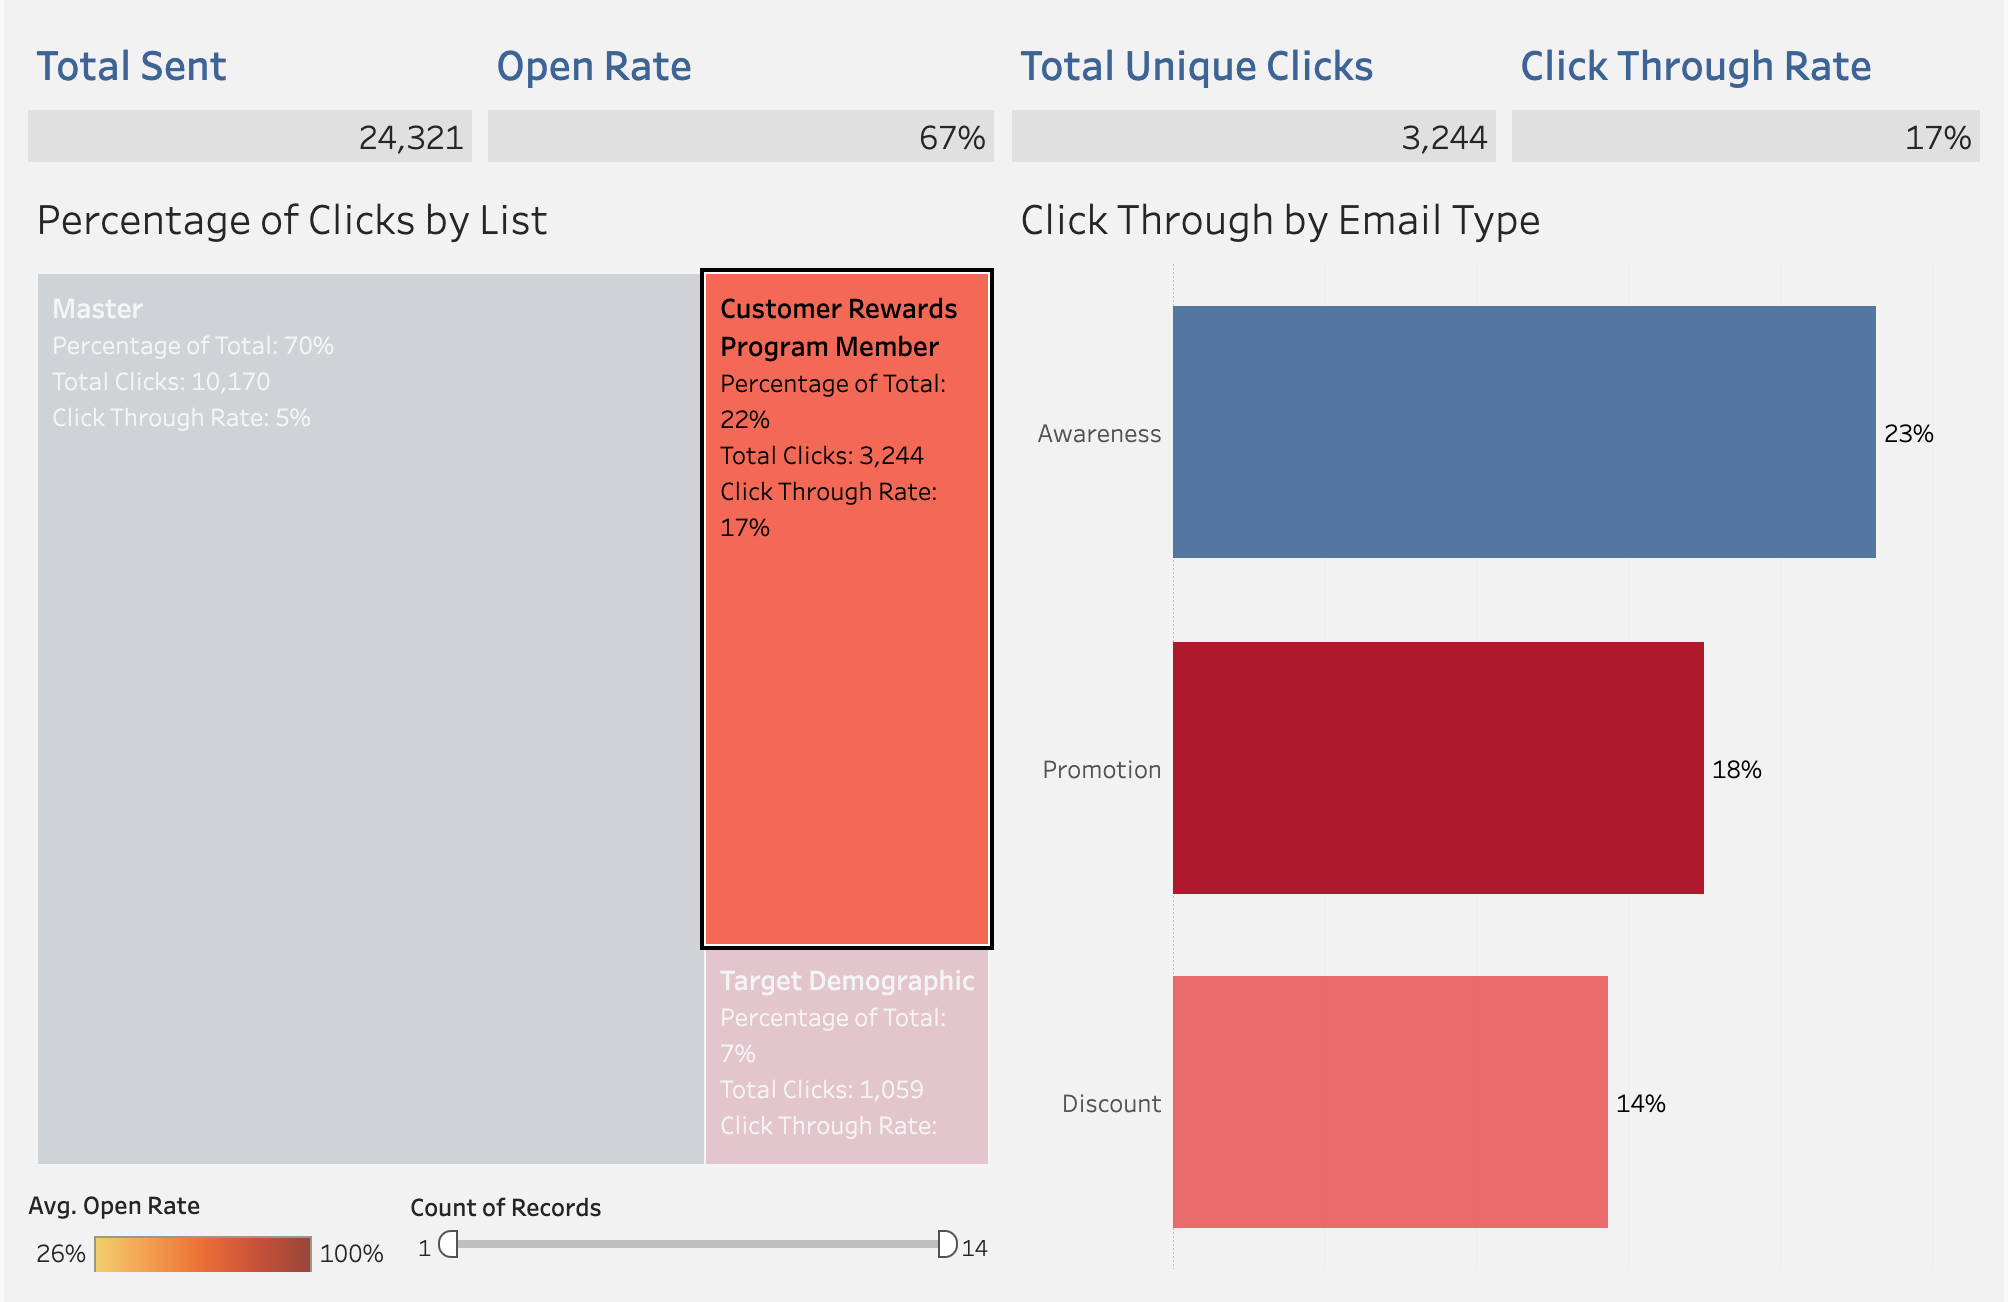 Total Sent
Open Rate
Total Unique Clicks
Click Through Rate
24,321
67%
3,244
17%
Percentage of Clicks by List
Click Through by Email Type
Master
Percentage of Total: 70%
Total Clicks: 10,170
Click Through Rate: 5%
Customer Rewards
Program Member
Percentage of Total:
22%
Total Clicks: 3,244
Click Through Rate:
17%
Target Demographic
Percentage of Total:
7%
Total Clicks: 1,059
Click Through Rate:
Awareness
23%
Promotion
18%
Discount
14%
Avg. Open Rate
26%
100%
Count of Records
1
14